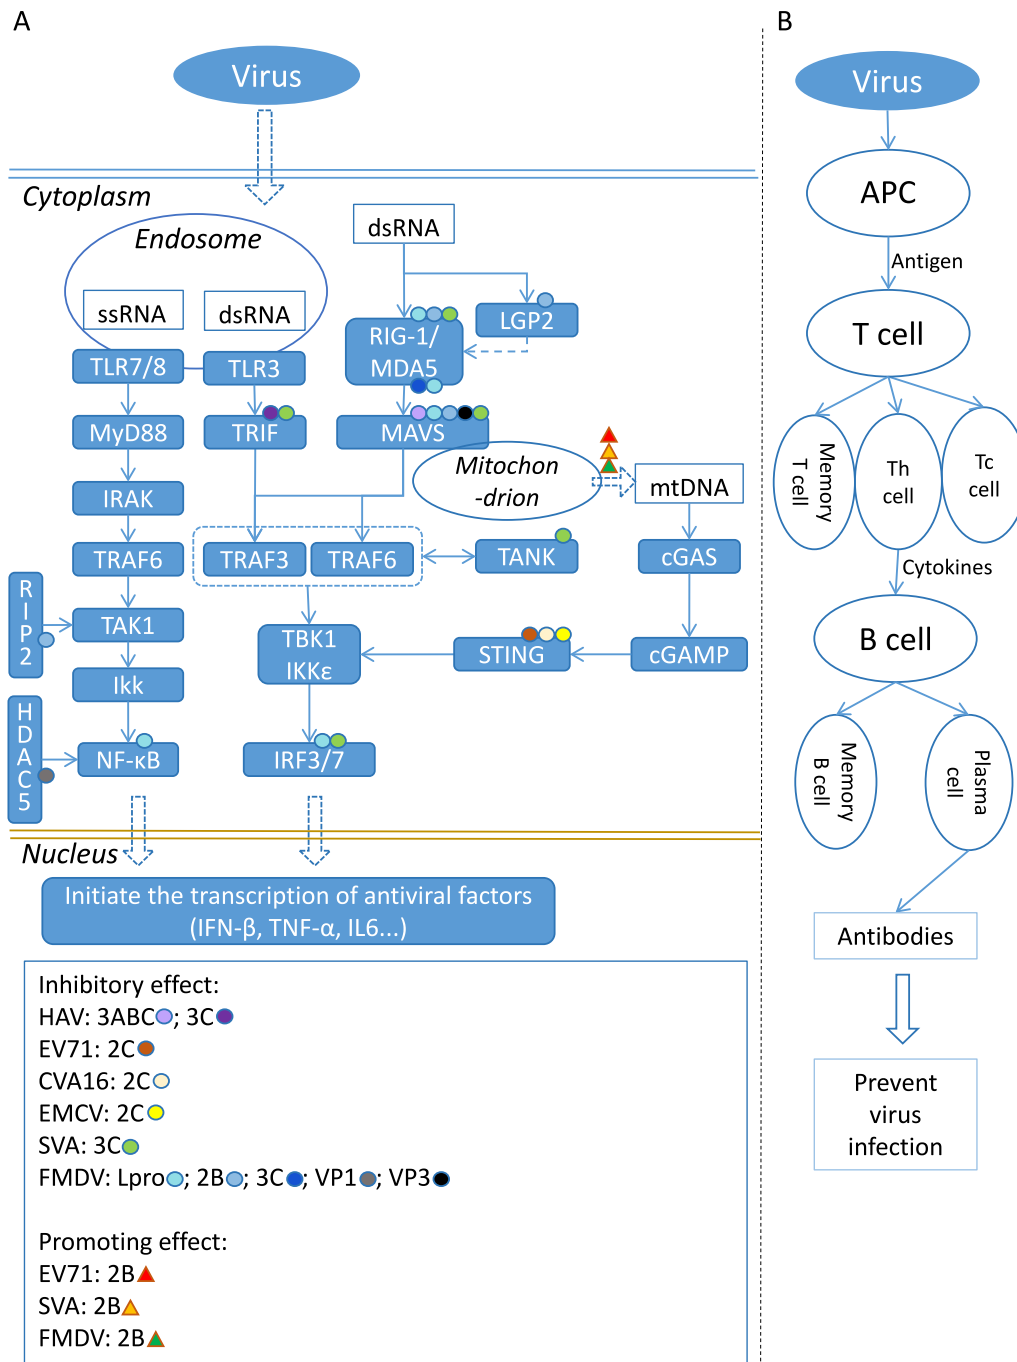 A
Virus
Cytoplasm
Endosome
ssRNA
dsRNA
TLR7/8
TLR3
MyD88
TRIF
IRAK
TRAF6
TAK1
Ikk
NF-κB
RIP2
HDAC5
dsRNA
RIG-1/
MDA5
LGP2
MAVS
Mitochon
-drion
mtDNA
TRAF3
TRAF6
TANK
cGAS
TBK1
IKKε
STING
cGAMP
IRF3/7
Nucleus
Initiate the transcription of antiviral factors
(IFN-β, TNF-α, IL6...)
Inhibitory effect:
HAV: 3ABC; 3C
EV71: 2C
CVA16: 2C
EMCV: 2C
SVA: 3C
FMDV: Lpro; 2B; 3C; VP1; VP3
Promoting effect:
EV71: 2B
SVA: 2B
FMDV: 2B
B
Virus
APC
Antigen
T cell
Memory
T cell
Th
cell
Tc
cell
Cytokines
B cell
Memory
B cell
Plasma
cell
Antibodies
Prevent
virus
infection